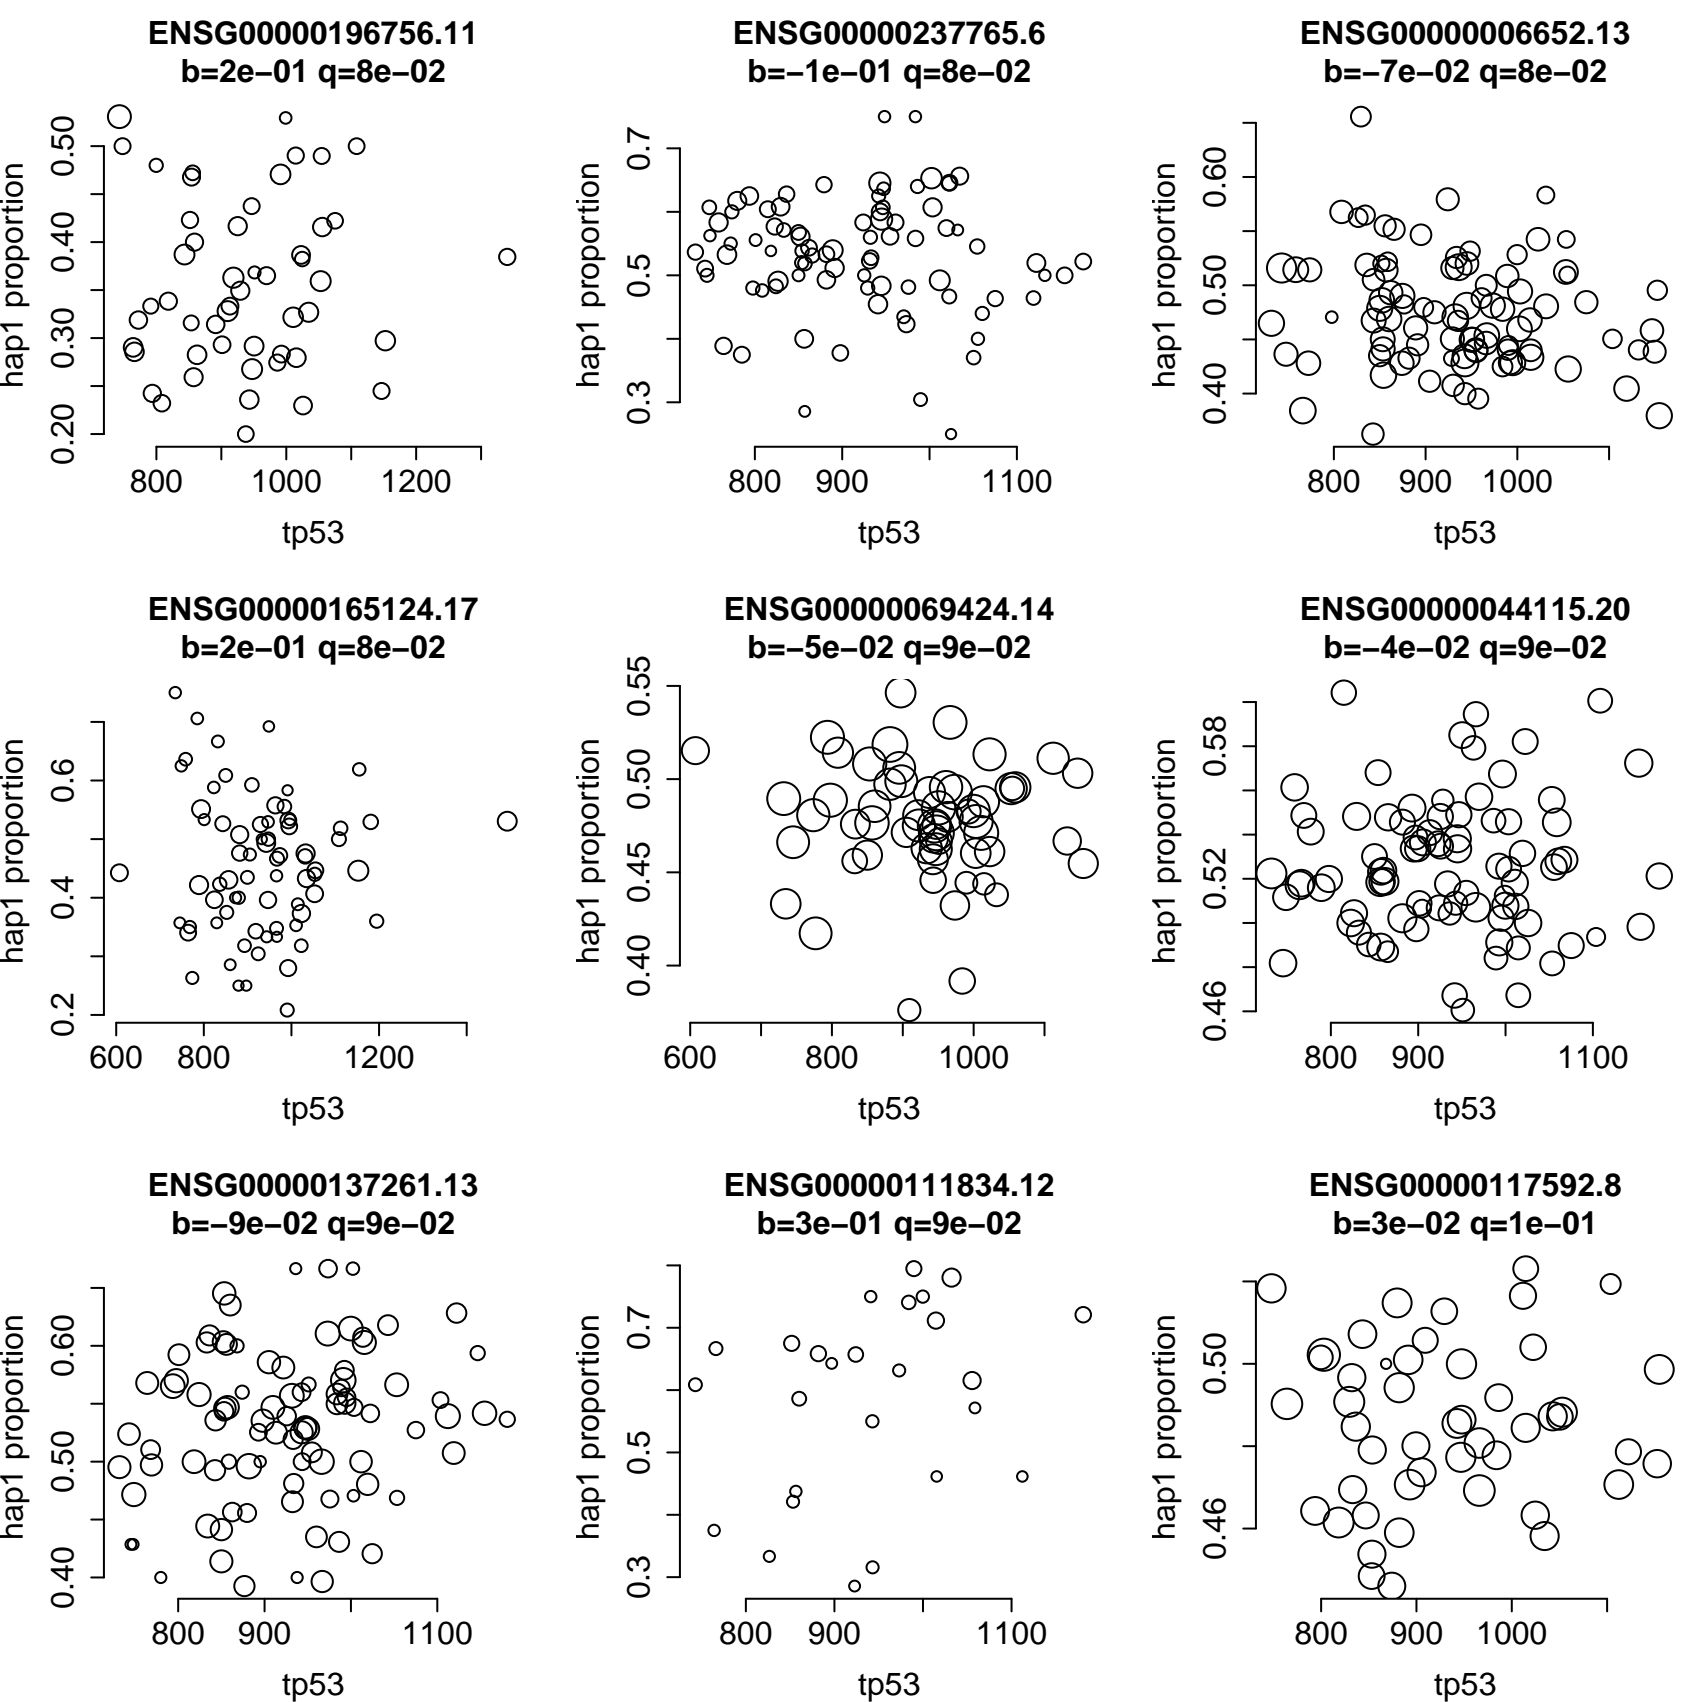 ENSG00000196756.11
b=2e−01 q=8e−02
hap1 proportion
0.20 0.30 0.40 0.50
800 1000 1200
tp53
ENSG00000237765.6
b=−1e−01 q=8e−02
hap1 proportion
0.3 0.5 0.7
800 900 1100
tp53
ENSG00000006652.13
b=−7e−02 q=8e−02
hap1 proportion
0.40 0.50 0.60
800 900 1000
tp53
ENSG00000165124.17
b=2e−01 q=8e−02
hap1 proportion
0.2 0.4 0.6
600 800 1200
tp53
ENSG00000069424.14
b=−5e−02 q=9e−02
hap1 proportion
0.40 0.45 0.50 0.55
600 800 1000
tp53
ENSG00000044115.20
b=−4e−02 q=9e−02
hap1 proportion
0.46 0.52 0.58
800 900 1100
tp53
ENSG00000137261.13
b=−9e−02 q=9e−02
hap1 proportion
0.40 0.50 0.60
800 900 1100
tp53
ENSG00000111834.12
b=3e−01 q=9e−02
hap1 proportion
0.3 0.5 0.7
800 900 1100
tp53
ENSG00000117592.8
b=3e−02 q=1e−01
hap1 proportion
0.46 0.50
800 900 1000
tp53